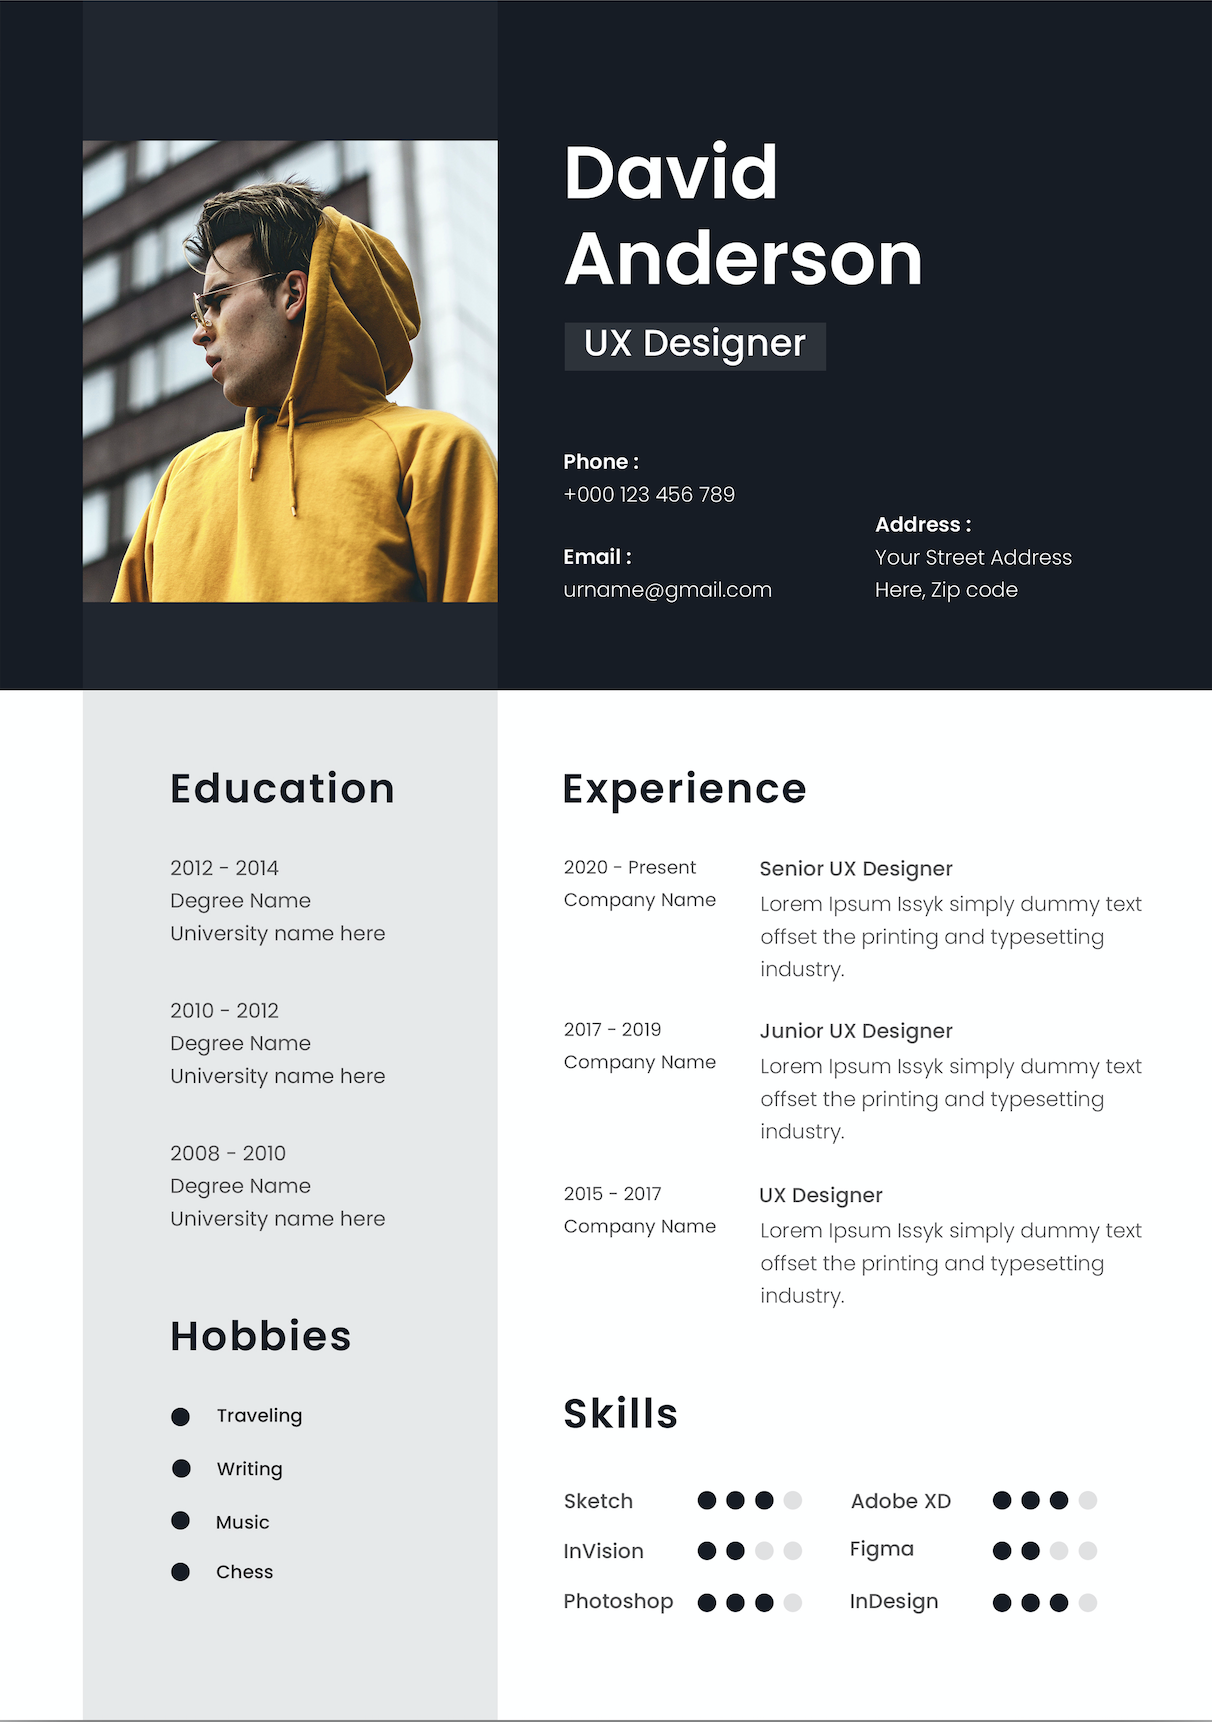 David
Anderson
UX Designer
Phone :
+000 123 456 789
Email :
urname@gmail.com
Address :
Your Street Address
Here, Zip code
Education
2012 - 2014
Degree Name
University name here
2010 - 2012
Degree Name
University name here
2008 - 2010
Degree Name
University name here
Hobbies
Traveling
Writing
Music
Chess
Experience
2020 - Present
Company Name
Senior UX Designer
Lorem Ipsum Issyk simply dummy text
offset the printing and typesetting
industry.
2017 - 2019
Company Name
Junior UX Designer
Lorem Ipsum Issyk simply dummy text
offset the printing and typesetting
industry.
2015 - 2017
Company Name
UX Designer
Lorem Ipsum Issyk simply dummy text
offset the printing and typesetting
industry.
Skills
Sketch
Adobe XD
InVision
Figma
Photoshop
InDesign